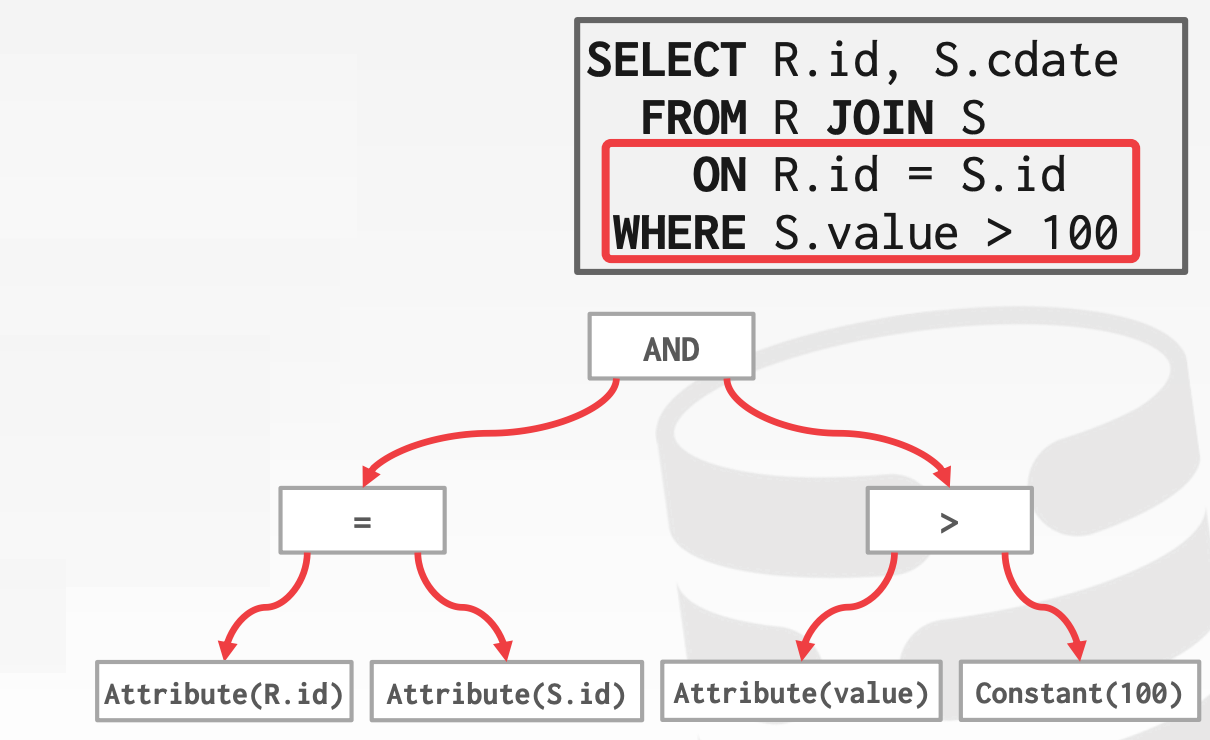 SELECT R.id, S.cdate
FROM R JOIN S
ON R.id = S.id
WHERE S.value > 100
AND
= >
Attribute(R.id) Attribute(S.id) Attribute(value) Constant(100)